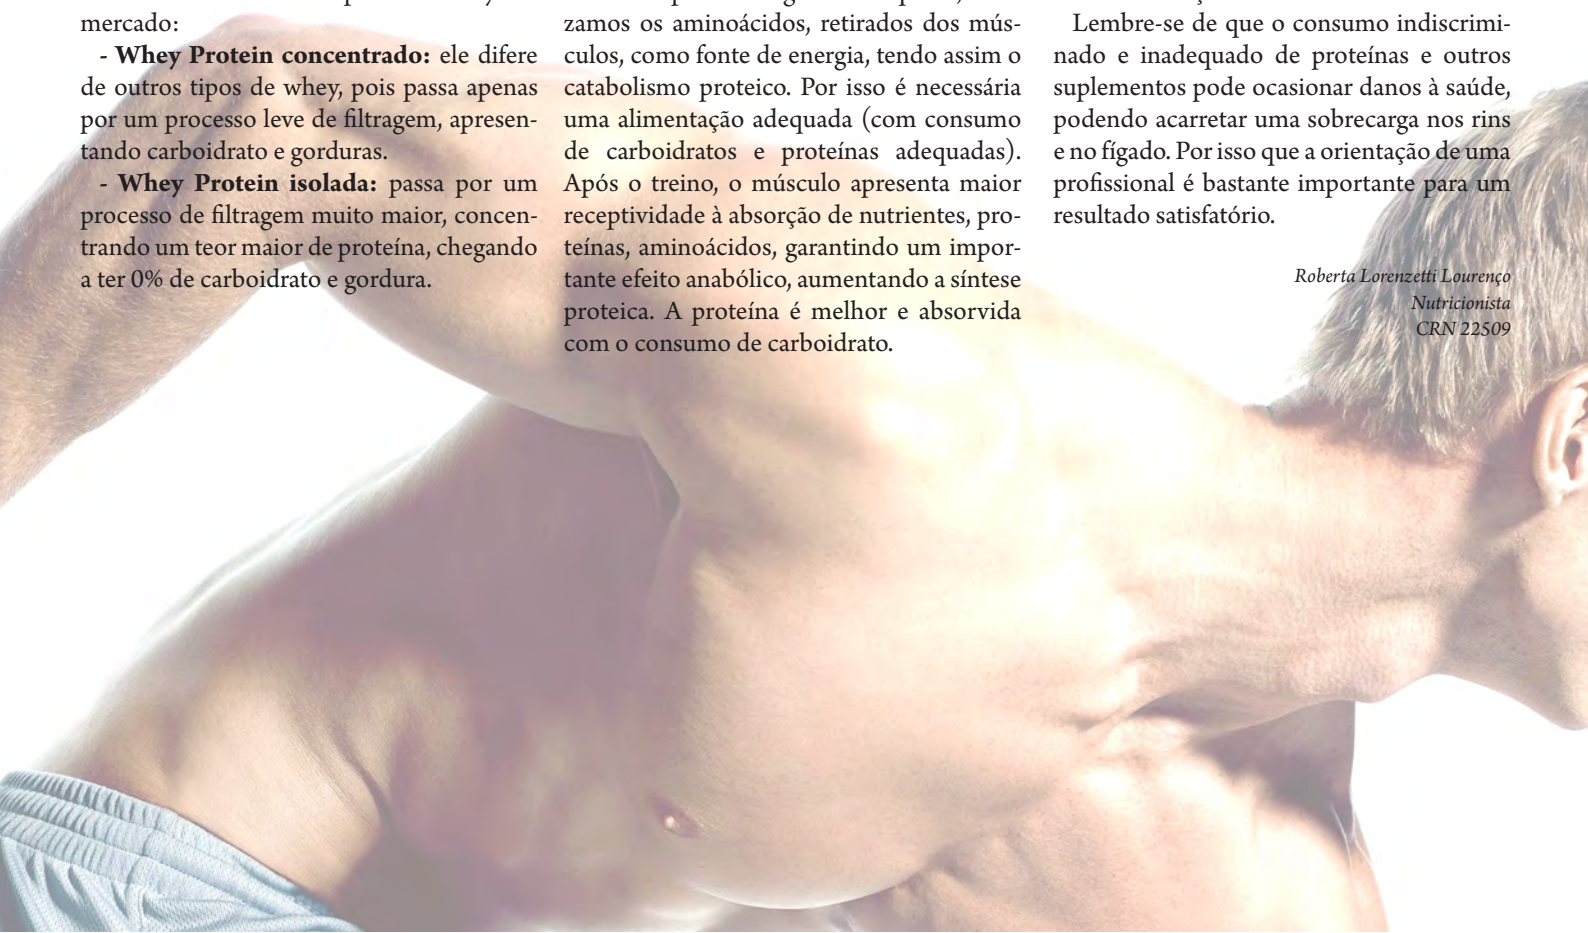 mercado:
- Whey Protein concentrado: ele difere
de outros tipos de whey, pois passa apenas
por um processo leve de filtragem, apresen-
tando carboidrato e gorduras.
- Whey Protein isolada: passa por um
processo de filtragem muito maior, concen-
trando um teor maior de proteína, chegando
a ter 0% de carboidrato e gordura.
zamos os aminoácidos, retirados dos mús-
culos, como fonte de energia, tendo assim o
catabolismo proteico. Por isso é necessária
uma alimentação adequada (com consumo
de carboidratos e proteínas adequadas).
Após o treino, o músculo apresenta maior
receptividade à absorção de nutrientes, pro-
teínas, aminoácidos, garantindo um impor-
tante efeito anabólico, aumentando a síntese
proteica. A proteína é melhor e absorvida
com o consumo de carboidrato.
Lembre-se de que o consumo indiscrimi-
nado e inadequado de proteínas e outros
suplementos pode ocasionar danos à saúde,
podendo acarretar uma sobrecarga nos rins
e no fígado. Por isso que a orientação de uma
profissional é bastante importante para um
resultado satisfatório.
Roberta Lorenzetti Lourenço
Nutricionista
CRN 22509